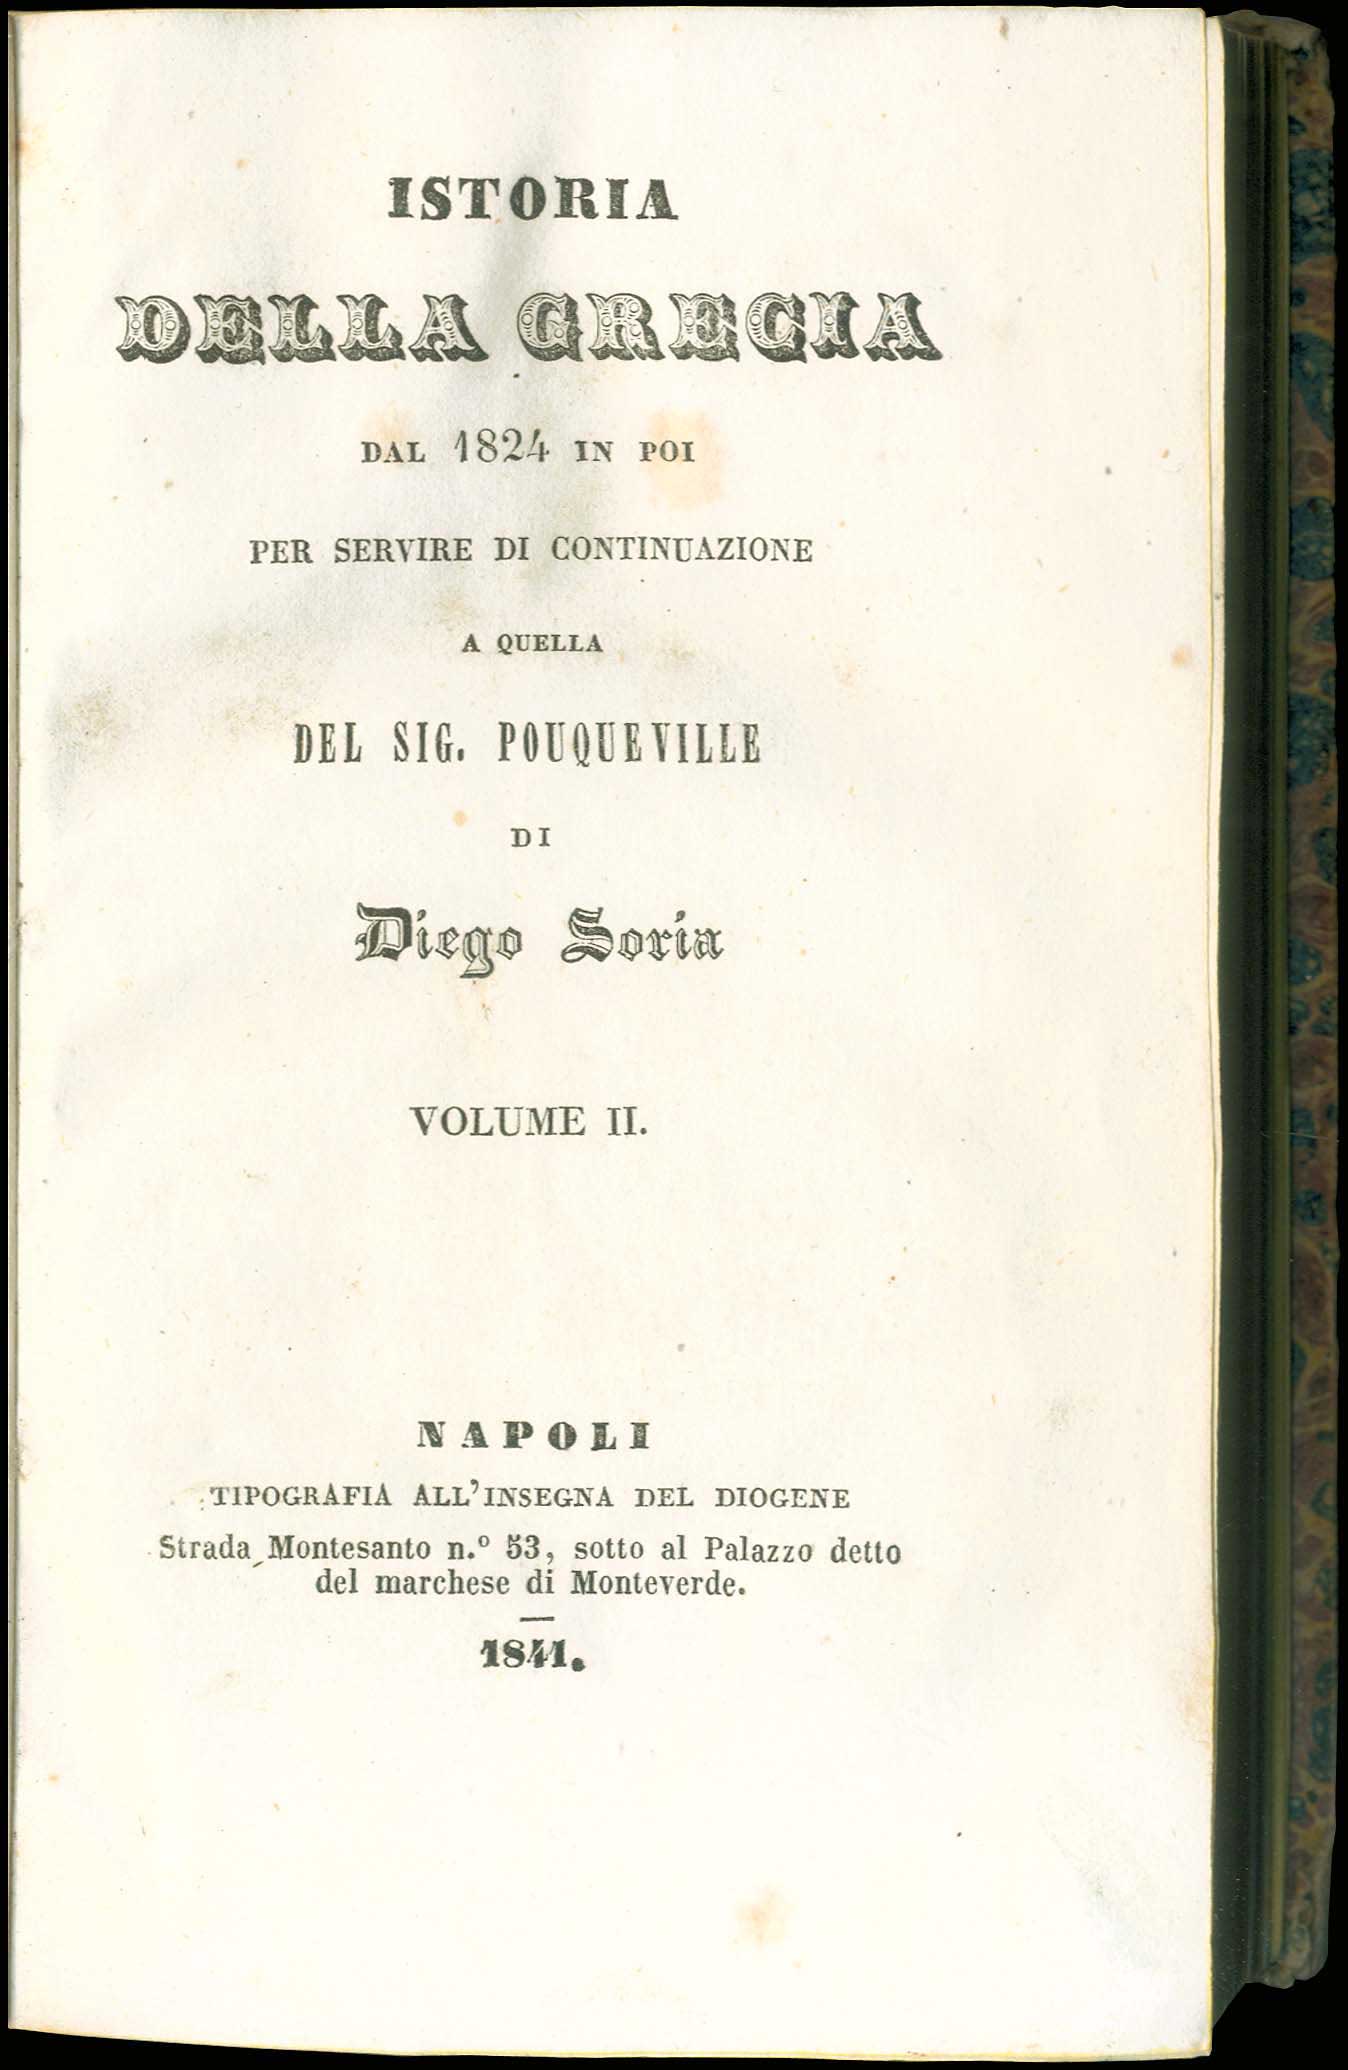 ISTORIA
DELLA GRECIA
DAL 1824 IN POI
PER SERVIRE DI CONTINUAZIONE
A QUELLA
DEL SIG. POUQUEVILLE
DI
Diego Soria
VOLUME II.
NAPOLI
TIPOGRAFIA ALL'INSEGNA DEL DIOGENE
Strada Montesanto n.º 53, sotto al Palazzo detto
del marchese di Monteverde.
1841.